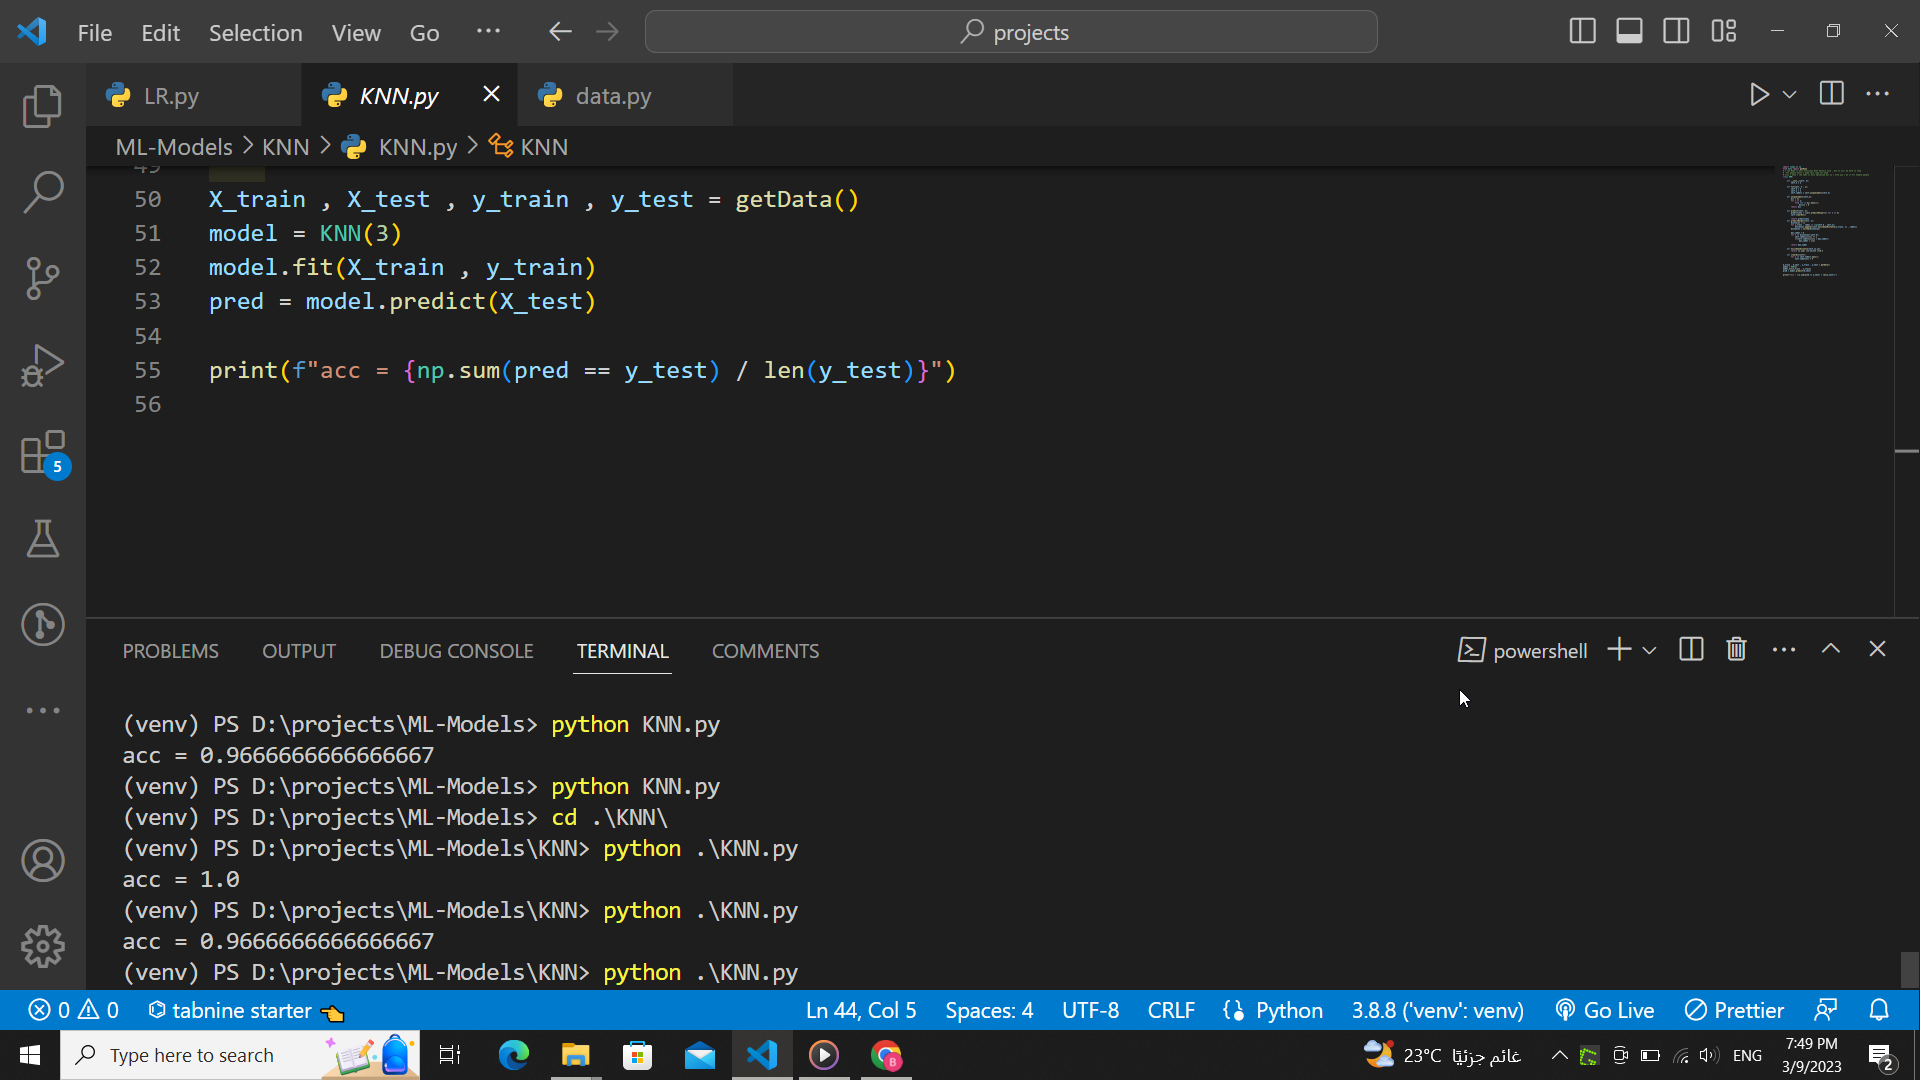 File Edit Selection View Go ··· projects
LR.py KNN.py data.py
ML-Models > KNN > KNN.py > KNN
49
50 X_train , X_test , y_train , y_test = getData()
51 model = KNN(3)
52 model.fit(X_train , y_train)
53 pred = model.predict(X_test)
54
55 print(f"acc = {np.sum(pred == y_test) / len(y_test)}")
56
5
PROBLEMS OUTPUT DEBUG CONSOLE TERMINAL COMMENTS powershell
(venv) PS D:\projects\ML-Models> python KNN.py
acc = 0.9666666666666667
(venv) PS D:\projects\ML-Models> python KNN.py
(venv) PS D:\projects\ML-Models> cd .\KNN\
(venv) PS D:\projects\ML-Models\KNN> python .\KNN.py
acc = 1.0
(venv) PS D:\projects\ML-Models\KNN> python .\KNN.py
acc = 0.9666666666666667
(venv) PS D:\projects\ML-Models\KNN> python .\KNN.py
0 0 tabnine starter Ln 44, Col 5 Spaces: 4 UTF-8 CRLF Python 3.8.8 ('venv': venv) Go Live Prettier
Type here to search 23°C غائم جزئيًا ENG 7:49 PM
3/9/2023 2